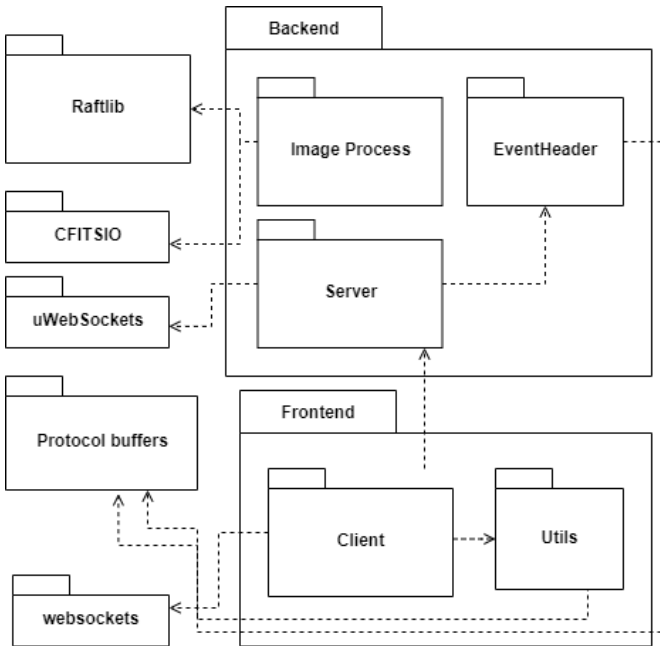 Backend
Raftlib
Image Process
EventHeader
CFITSIO
Server
uWebSockets
Frontend
Protocol buffers
Client
Utils
websockets